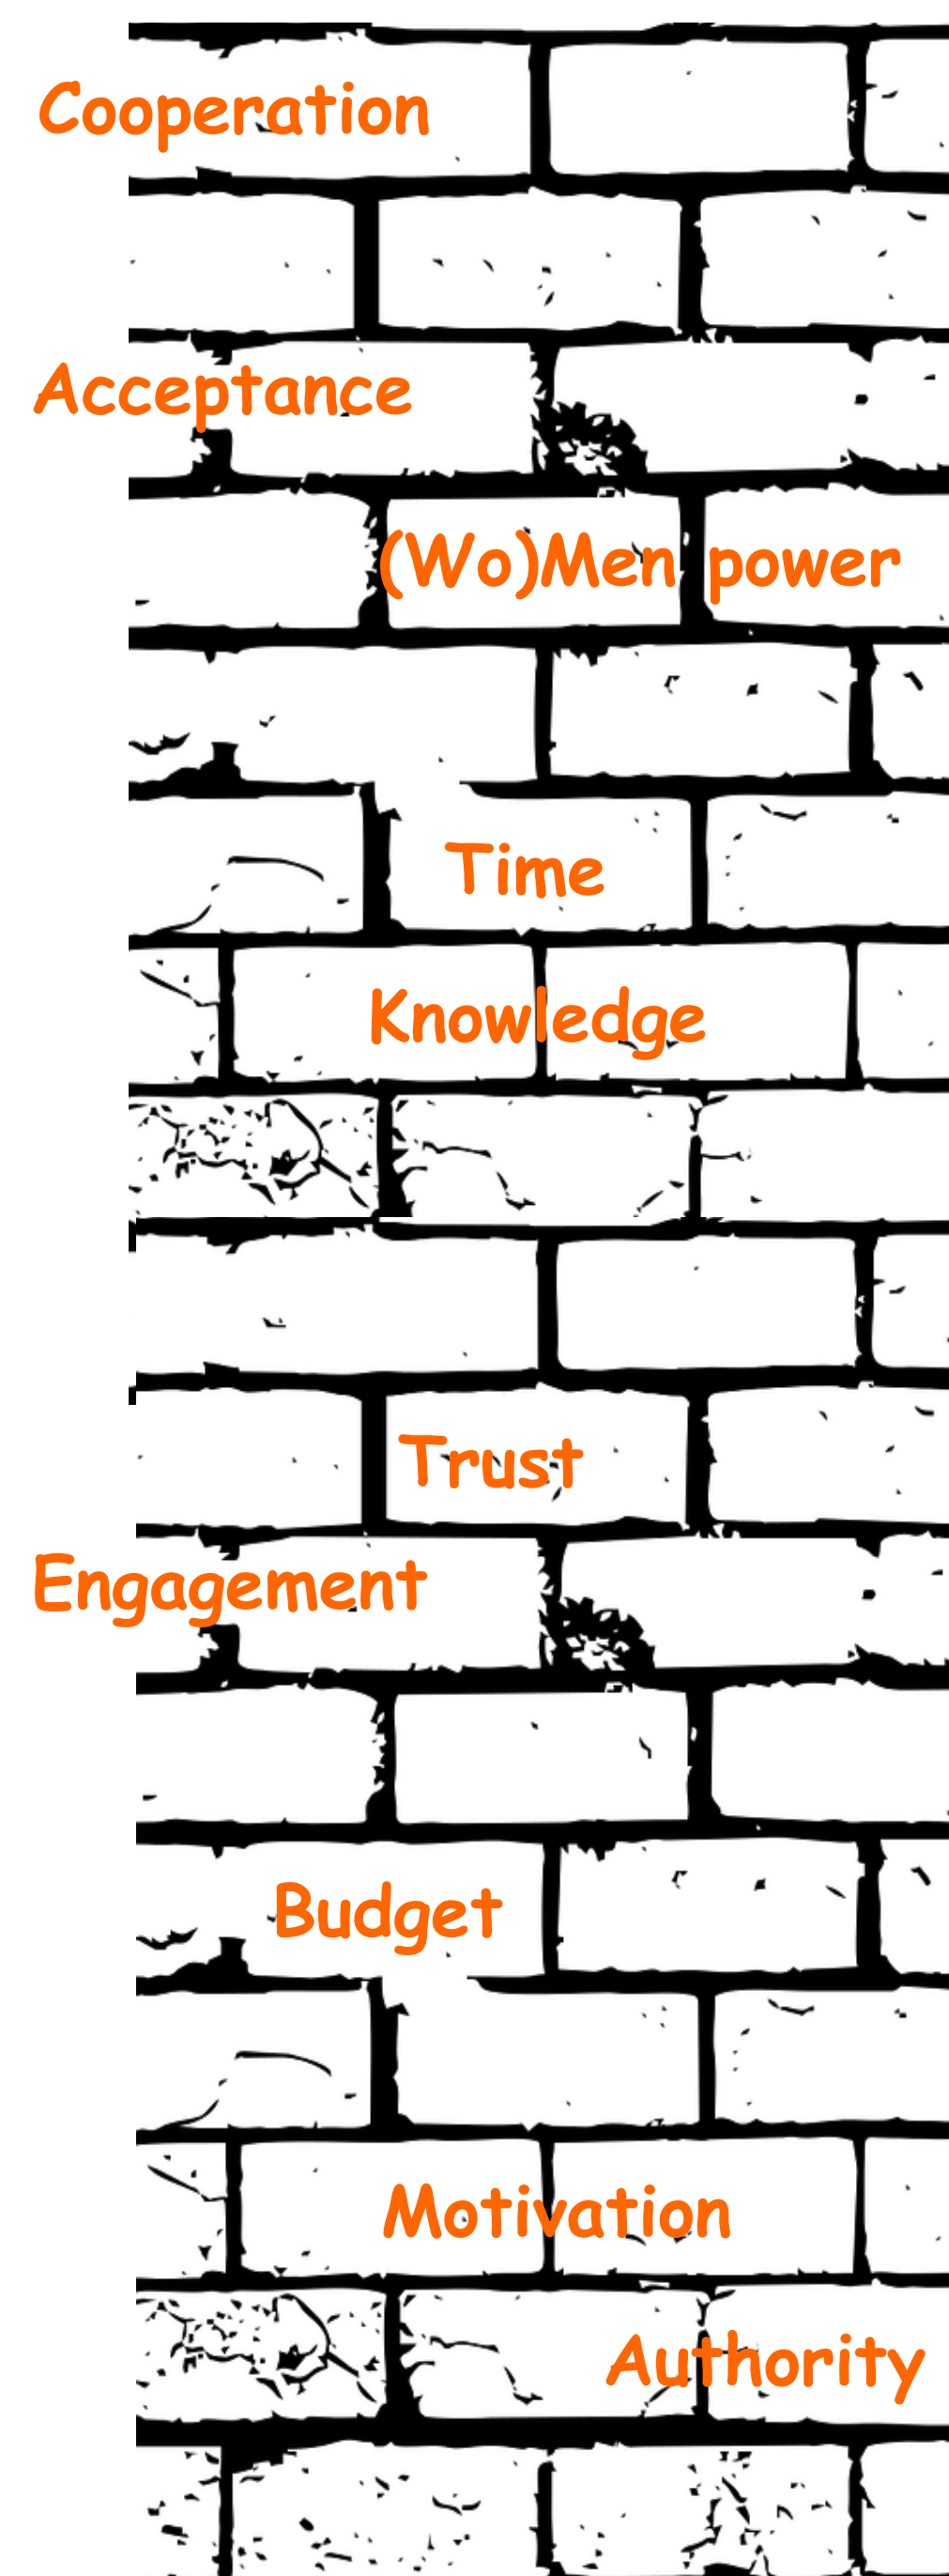 Cooperation
Acceptance
(Wo)Men power
Time
Knowledge
Trust
Engagement
Budget
Motivation
Authority